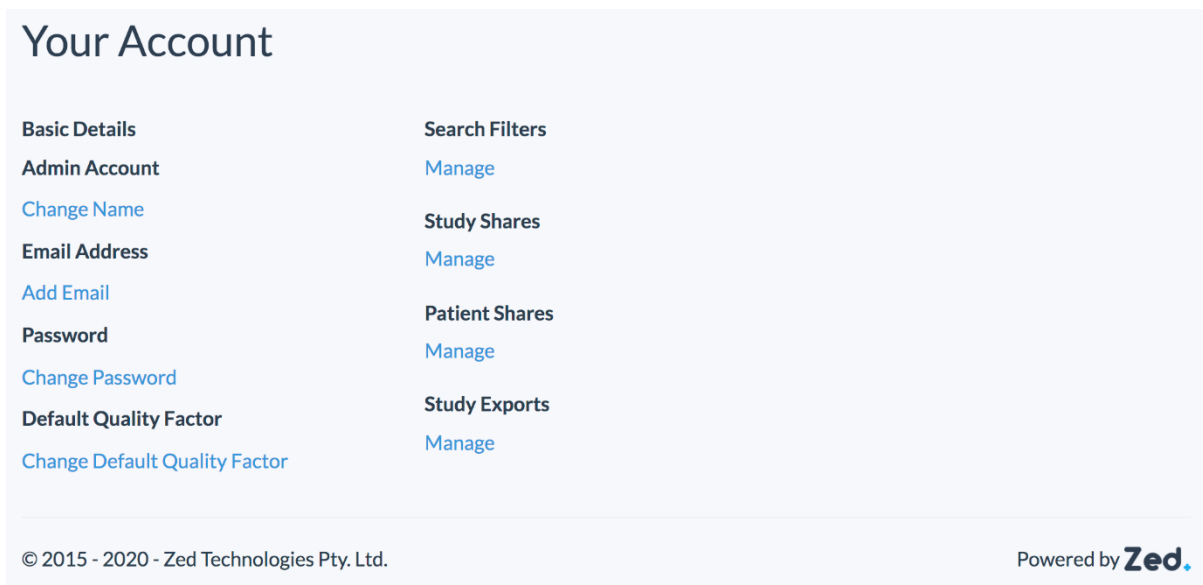 Your Account
Basic Details
Admin Account
Change Name
Email Address
Add Email
Password
Change Password
Default Quality Factor
Change Default Quality Factor
Search Filters
Manage
Study Shares
Manage
Patient Shares
Manage
Study Exports
Manage
© 2015 - 2020 - Zed Technologies Pty. Ltd.
Powered by Zed.